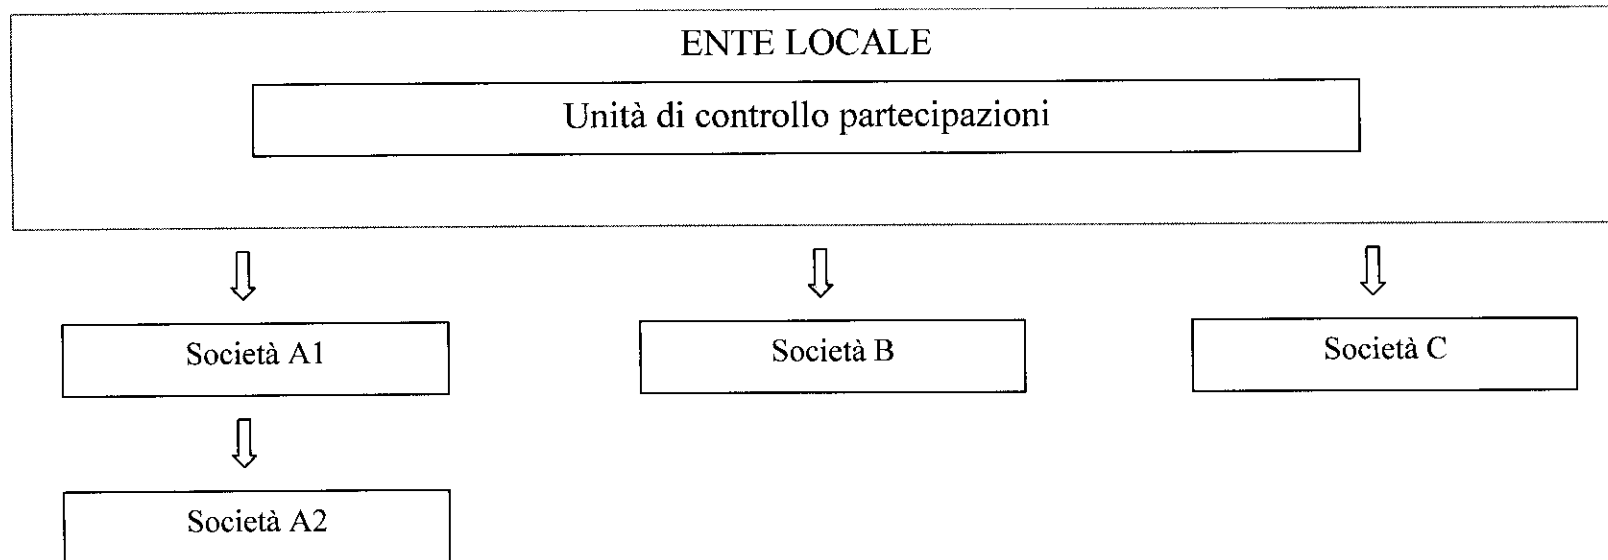 ENTE LOCALE
Unità di controllo partecipazioni
Società A1
Società B
Società C
Società A2